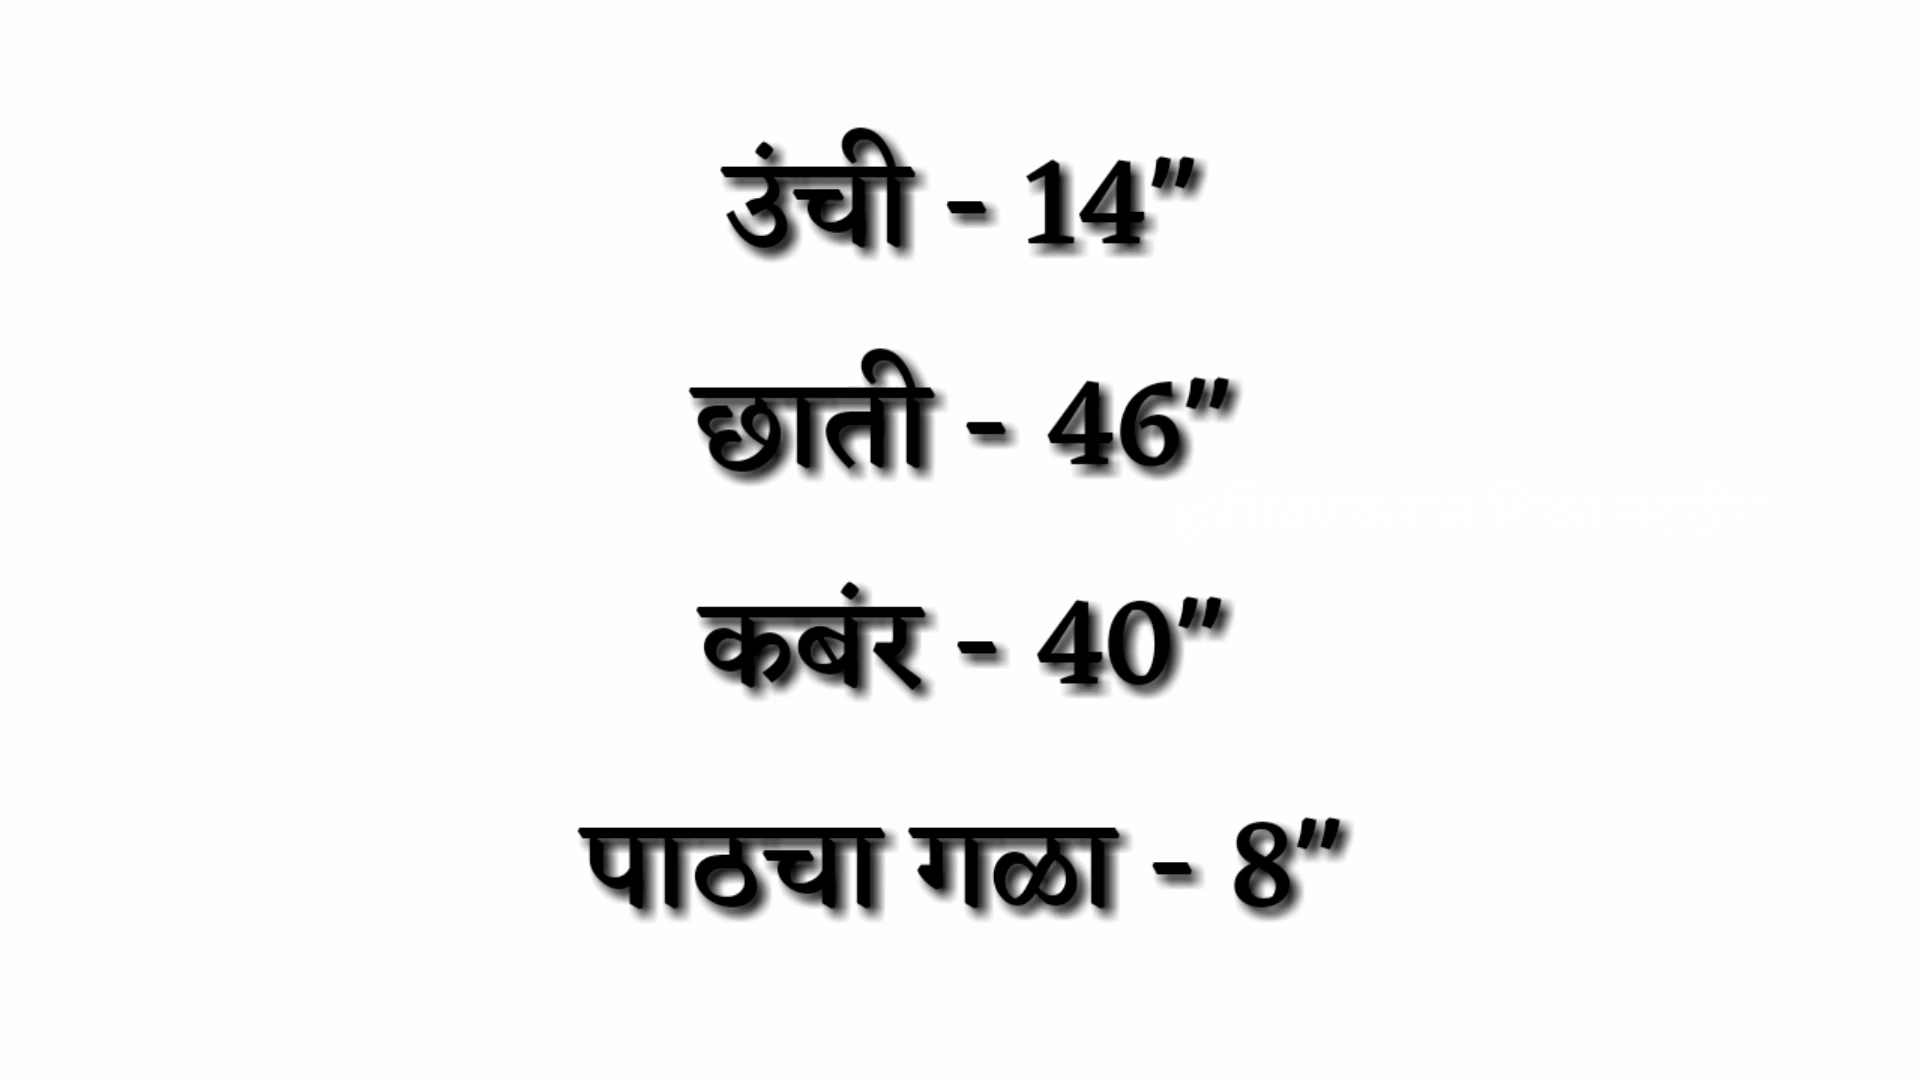 उंची - 14"
छाती - 46"
कबंर - 40"
पाठचा गळा - 8"